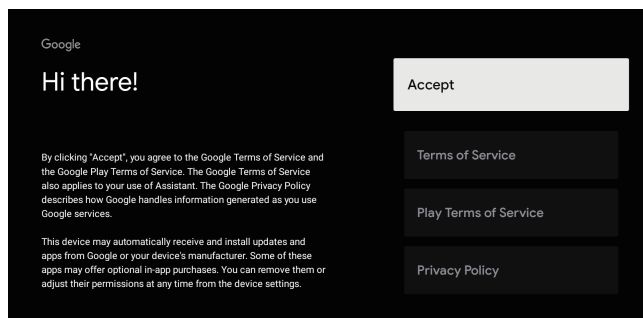 Google
Hi there!
By clicking "Accept", you agree to the Google Terms of Service and
the Google Play Terms of Service. The Google Terms of Service
also applies to your use of Assistant. The Google Privacy Policy
describes how Google handles information generated as you use
Google services.
This device may automatically receive and install updates and
apps from Google or your device's manufacturer. Some of these
apps may offer optional in-app purchases. You can remove them or
adjust their permissions at any time from the device settings.
Accept
Terms of Service
Play Terms of Service
Privacy Policy